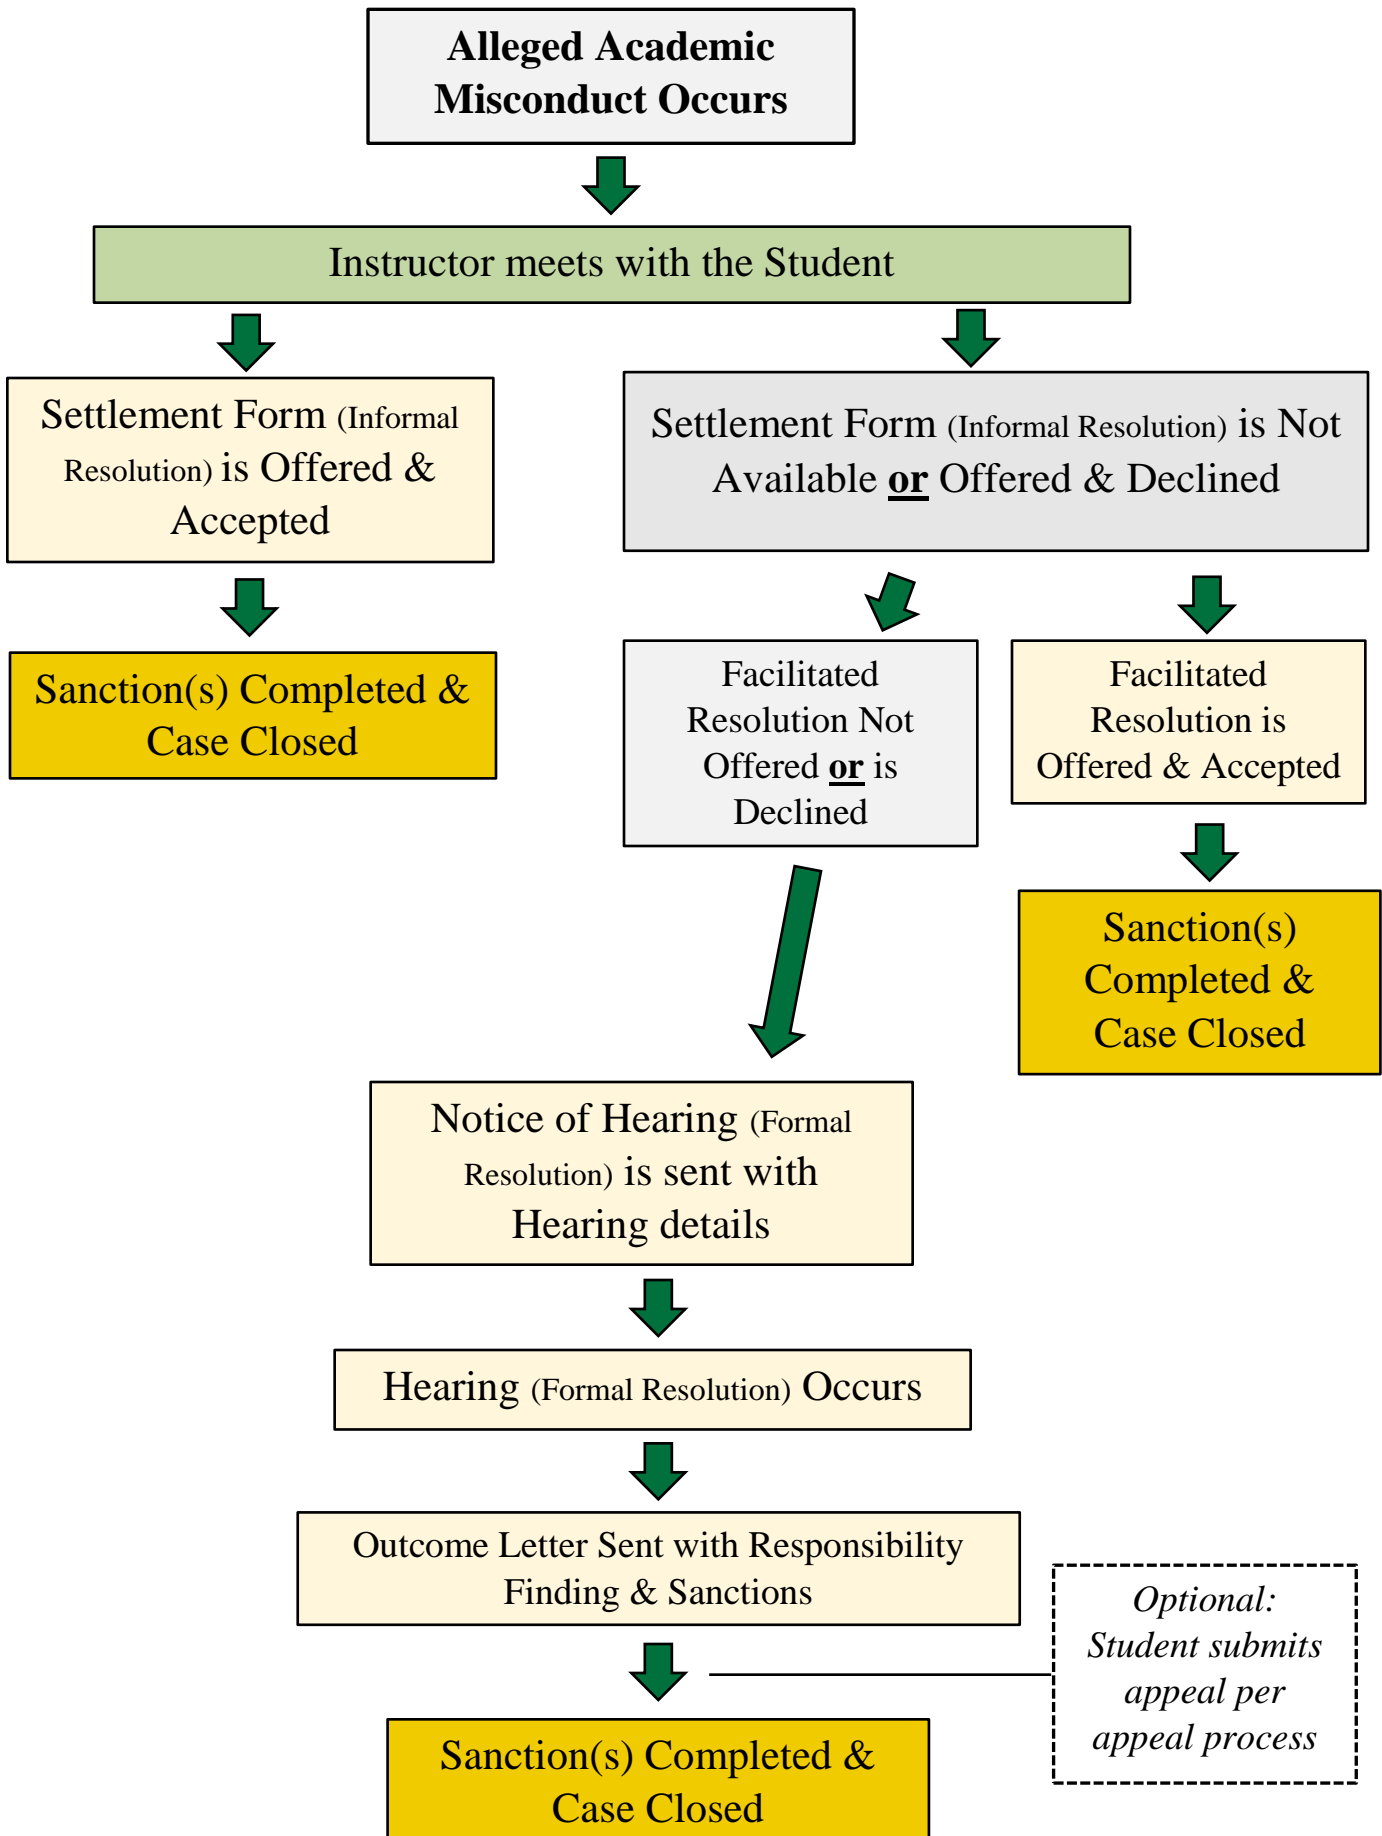 Alleged Academic
Misconduct Occurs
Instructor meets with the Student
Settlement Form (Informal
Resolution) is Offered &
Accepted
Settlement Form (Informal Resolution) is Not
Available or Offered & Declined
Sanction(s) Completed &
Case Closed
Facilitated
Resolution Not
Offered or is
Declined
Facilitated
Resolution is
Offered & Accepted
Sanction(s)
Completed &
Case Closed
Notice of Hearing (Formal
Resolution) is sent with
Hearing details
Hearing (Formal Resolution) Occurs
Outcome Letter Sent with Responsibility
Finding & Sanctions
Optional:
Student submits
appeal per
appeal process
Sanction(s) Completed &
Case Closed